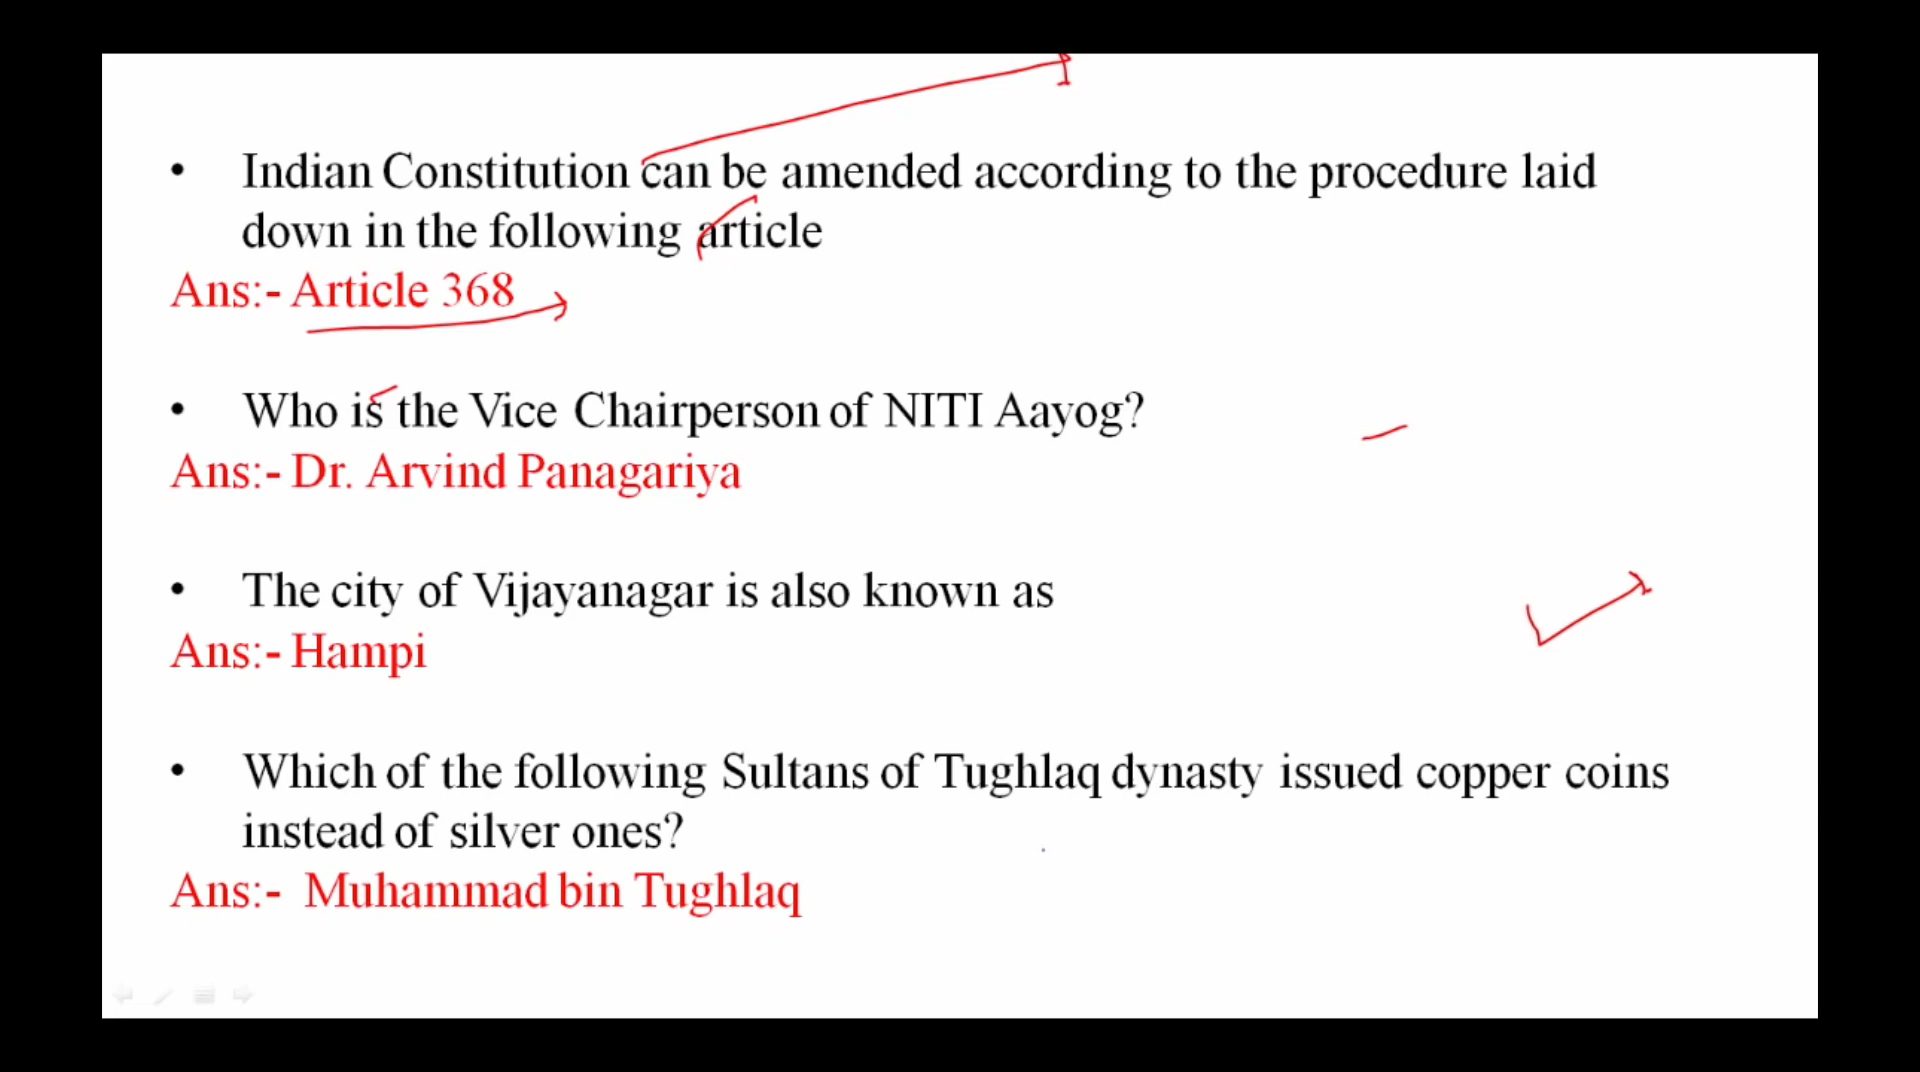 • Indian Constitution can be amended according to the procedure laid
down in the following article
Ans:- Article 368
• Who is the Vice Chairperson of NITI Aayog?
Ans:- Dr. Arvind Panagariya
• The city of Vijayanagar is also known as
Ans:- Hampi
• Which of the following Sultans of Tughlaq dynasty issued copper coins
instead of silver ones?
Ans:- Muhammad bin Tughlaq